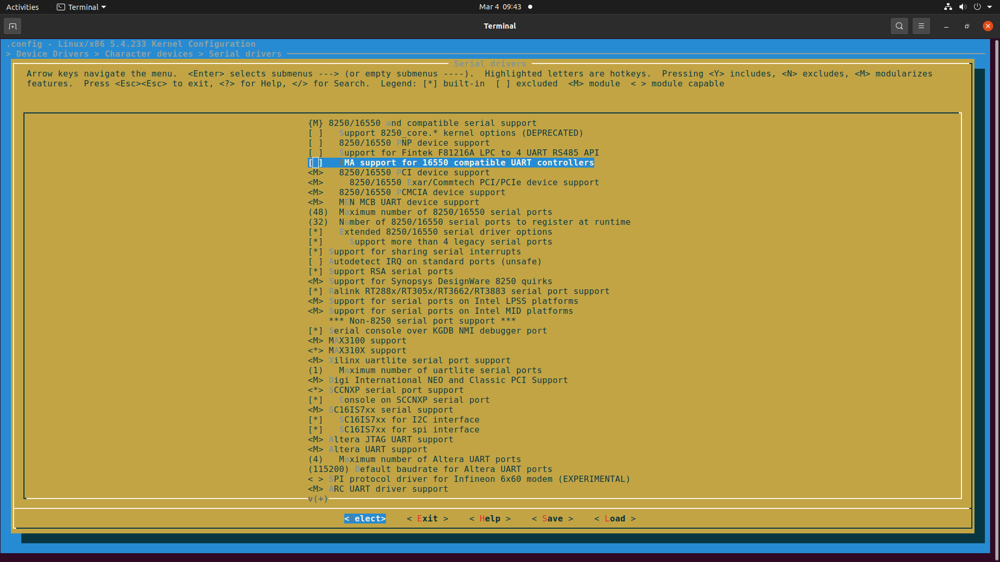 Activities Terminal Mar 4 09:43
Terminal
.config - Linux/x86 5.4.233 Kernel Configuration
> Device Drivers > Character devices > Serial drivers
Serial drivers
Arrow keys navigate the menu.  <Enter> selects submenus ---> (or empty submenus ----).  Highlighted letters are hotkeys.  Pressing <Y> includes, <N> excludes, <M> modularizes
features.  Press <Esc><Esc> to exit, <?> for Help, </> for Search.  Legend: [*] built-in  [ ] excluded  <M> module  < > module capable
{M} 8250/16550 and compatible serial support
[ ]   Support 8250_core.* kernel options (DEPRECATED)
[ ]   8250/16550 PNP device support
[ ]   Support for Fintek F81216A LPC to 4 UART RS485 API
[ ]   DMA support for 16550 compatible UART controllers
<M>   8250/16550 PCI device support
<M>     8250/16550 Exar/Commtech PCI/PCIe device support
<M>   8250/16550 PCMCIA device support
<M>   MEN MCB UART device support
(48)  Maximum number of 8250/16550 serial ports
(32)  Number of 8250/16550 serial ports to register at runtime
[*]   Extended 8250/16550 serial driver options
[*]     Support more than 4 legacy serial ports
[*] Support for sharing serial interrupts
[ ] Autodetect IRQ on standard ports (unsafe)
[*] Support RSA serial ports
<M> Support for Synopsys DesignWare 8250 quirks
[*] Ralink RT288x/RT305x/RT3662/RT3883 serial port support
<M> Support for serial ports on Intel LPSS platforms
<M> Support for serial ports on Intel MID platforms
*** Non-8250 serial port support ***
[*] Serial console over KGDB NMI debugger port
<M> MAX3100 support
<*> MAX310X support
<M> Xilinx uartlite serial port support
(1)   Maximum number of uartlite serial ports
<M> Digi International NEO and Classic PCI Support
<*> SCCNXP serial port support
[*]   Console on SCCNXP serial port
<M> SC16IS7xx serial support
[*]   SC16IS7xx for I2C interface
[*]   SC16IS7xx for spi interface
<M> Altera JTAG UART support
<M> Altera UART support
(4)   Maximum number of Altera UART ports
(115200) Default baudrate for Altera UART ports
< > SPI protocol driver for Infineon 6x60 modem (EXPERIMENTAL)
<M> ARC UART driver support
v(+)
<Select>    < Exit >    < Help >    < Save >    < Load >